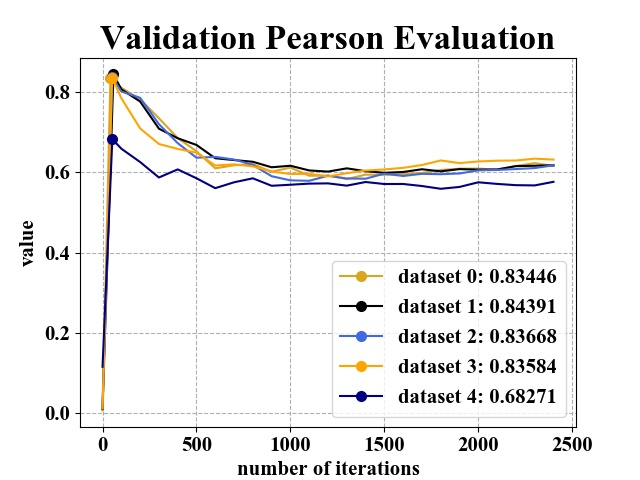 Validation Pearson Evaluation
value
0.8
0.6
0.4
0.2
0.0
dataset 0: 0.83446
dataset 1: 0.84391
dataset 2: 0.83668
dataset 3: 0.83584
dataset 4: 0.68271
0 500 1000 1500 2000 2500
number of iterations